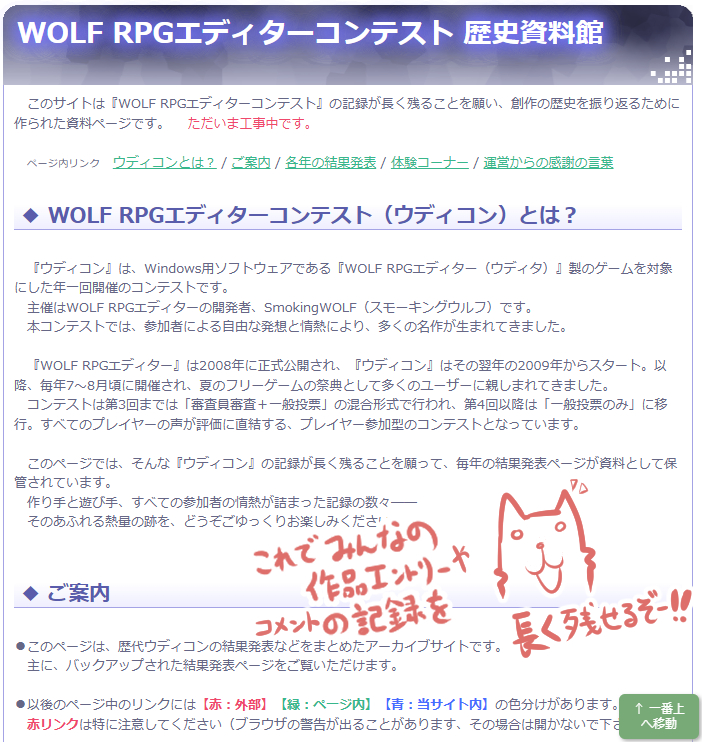 WOLF RPGエディターコンテスト 歴史資料館
このサイトは『WOLF RPGエディターコンテスト』の記録が長く残ることを願い、創作の歴史を振り返るために
作られた資料ページです。 ただいま工事中です。
ページ内リンク ウディコンとは? / ご案内 / 各年の結果発表 / 体験コーナー / 運営からの感謝の言葉
◆ WOLF RPGエディターコンテスト(ウディコン)とは?
『ウディコン』は、Windows用ソフトウェアである『WOLF RPGエディター(ウディタ)』製のゲームを対象
にした年一回開催のコンテストです。
主催はWOLF RPGエディターの開発者、SmokingWOLF(スモーキングウルフ)です。
本コンテストでは、参加者による自由な発想と情熱により、多くの名作が生まれてきました。
『WOLF RPGエディター』は2008年に正式公開され、『ウディコン』はその翌年の2009年からスタート。以
降、毎年7~8月頃に開催され、夏のフリーゲームの祭典として多くのユーザーに親しまれてきました。
コンテストは第3回までは「審査員審査+一般投票」の混合形式で行われ、第4回以降は「一般投票のみ」に移
行。すべてのプレイヤーの声が評価に直結する、プレイヤー参加型のコンテストとなっています。
このページでは、そんな『ウディコン』の記録が長く残ることを願って、毎年の結果発表ページが資料として保
管されています。
作り手と遊び手、すべての参加者の情熱が詰まった記録の数々――
そのあふれる熱量の跡を、どうぞごゆっくりお楽しみくださ
これでみんなの
作品エントリーや
コメントの記録を
長く残せるぞー!!
◆ ご案内
●このページは、歴代ウディコンの結果発表などをまとめたアーカイブサイトです。
主に、バックアップされた結果発表ページをご覧いただけます。
●以後のページ中のリンクには【赤:外部】【緑:ページ内】【青:当サイト内】の色分けがあります。
赤リンクは特に注意してください(ブラウザの警告が出ることがあります、その場合は開かないで下さ
↑ 一番上
へ移動